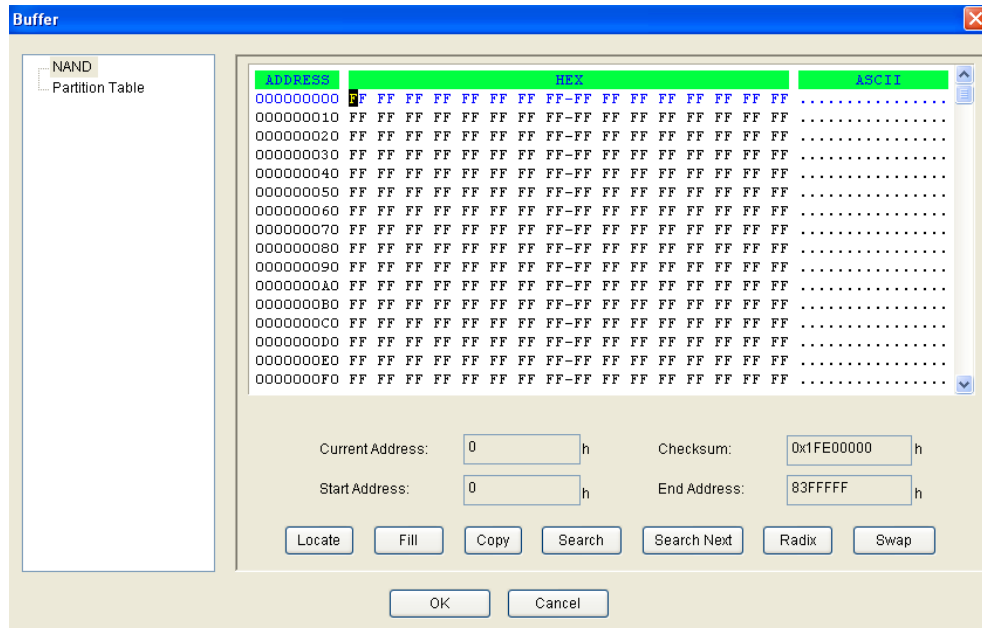 Buffer
NAND
Partition Table
ADDRESS HEX ASCII
000000000 FF FF FF FF FF FF FF FF-FF FF FF FF FF FF FF FF ................
000000010 FF FF FF FF FF FF FF FF-FF FF FF FF FF FF FF FF ................
000000020 FF FF FF FF FF FF FF FF-FF FF FF FF FF FF FF FF ................
000000030 FF FF FF FF FF FF FF FF-FF FF FF FF FF FF FF FF ................
000000040 FF FF FF FF FF FF FF FF-FF FF FF FF FF FF FF FF ................
000000050 FF FF FF FF FF FF FF FF-FF FF FF FF FF FF FF FF ................
000000060 FF FF FF FF FF FF FF FF-FF FF FF FF FF FF FF FF ................
000000070 FF FF FF FF FF FF FF FF-FF FF FF FF FF FF FF FF ................
000000080 FF FF FF FF FF FF FF FF-FF FF FF FF FF FF FF FF ................
000000090 FF FF FF FF FF FF FF FF-FF FF FF FF FF FF FF FF ................
0000000A0 FF FF FF FF FF FF FF FF-FF FF FF FF FF FF FF FF ................
0000000B0 FF FF FF FF FF FF FF FF-FF FF FF FF FF FF FF FF ................
0000000C0 FF FF FF FF FF FF FF FF-FF FF FF FF FF FF FF FF ................
0000000D0 FF FF FF FF FF FF FF FF-FF FF FF FF FF FF FF FF ................
0000000E0 FF FF FF FF FF FF FF FF-FF FF FF FF FF FF FF FF ................
0000000F0 FF FF FF FF FF FF FF FF-FF FF FF FF FF FF FF FF ................
Current Address: 0 h Checksum: 0x1FE00000 h
Start Address: 0 h End Address: 83FFFFF h
Locate Fill Copy Search Search Next Radix Swap
OK Cancel